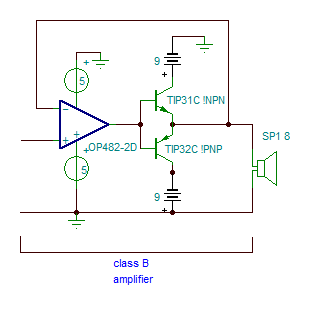 9
+
+
5
TIP31C !NPN
−
SP1 8
+
+
OP482-2D
TIP32C !PNP
5
9
+
class B
amplifier